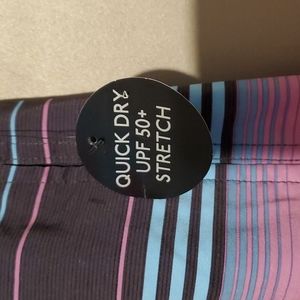 QUICK DRY
UPF 50+
STRETCH